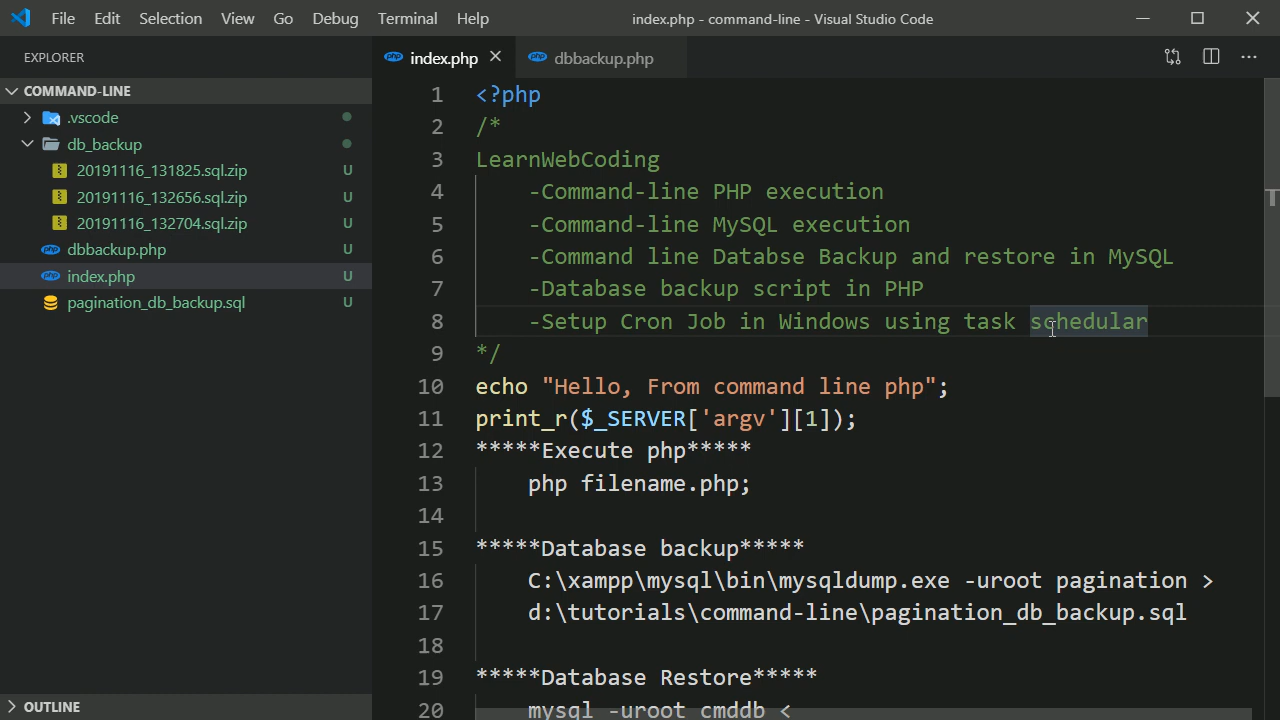 File Edit Selection View Go Debug Terminal Help index.php - command-line - Visual Studio Code
EXPLORER
COMMAND-LINE
.vscode
db_backup
20191116_131825.sql.zip U
20191116_132656.sql.zip U
20191116_132704.sql.zip U
dbbackup.php U
index.php U
pagination_db_backup.sql U
OUTLINE
index.php dbbackup.php
1 <?php
2 /*
3 LearnWebCoding
4 -Command-line PHP execution
5 -Command-line MySQL execution
6 -Command line Databse Backup and restore in MySQL
7 -Database backup script in PHP
8 -Setup Cron Job in Windows using task schedular
9 */
10 echo "Hello, From command line php";
11 print_r($_SERVER['argv'][1]);
12 *****Execute php*****
13 php filename.php;
14
15 *****Database backup*****
16 C:\xampp\mysql\bin\mysqldump.exe -uroot pagination >
17 d:\tutorials\command-line\pagination_db_backup.sql
18
19 *****Database Restore*****
20 mysql -uroot cmddb <